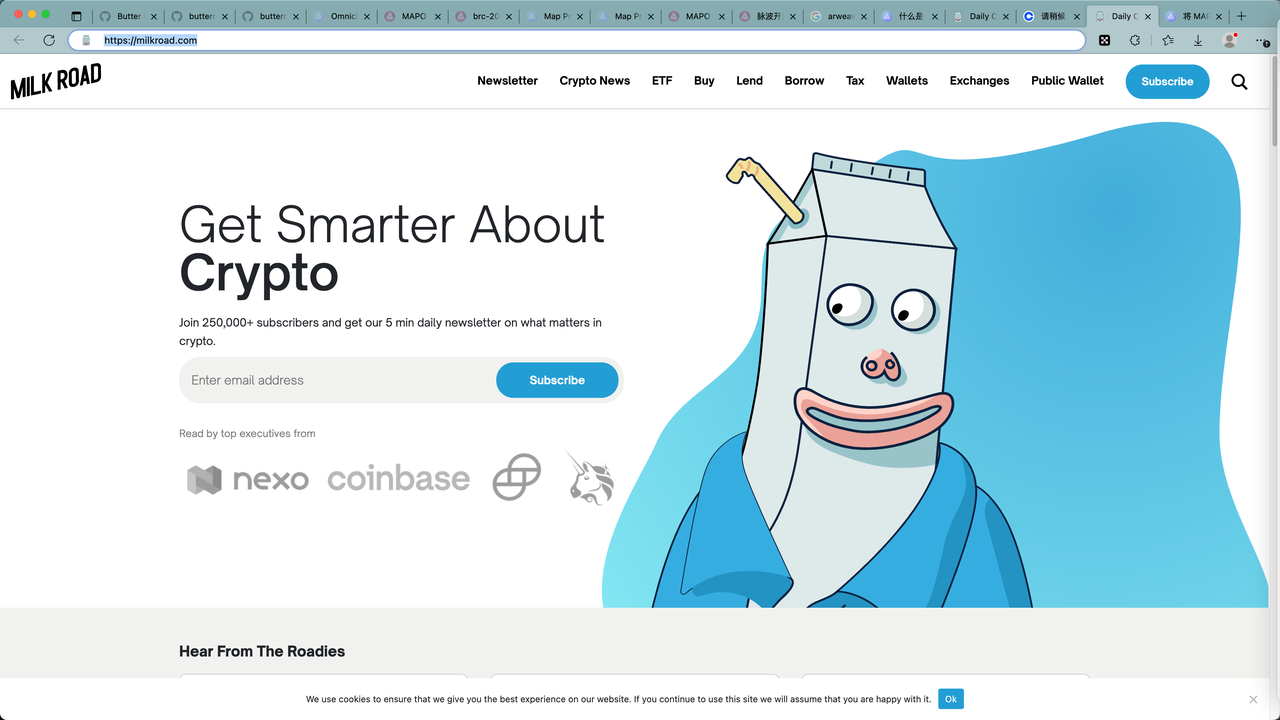 Butter
butterr
butterr
Omnic
MAPO
brc-20
Map P
Map P
MAPO
脉波开
arwea
什么是
Daily C
请稍候
Daily C
将 MAP
https://milkroad.com
MILK ROAD
Newsletter
Crypto News
ETF
Buy
Lend
Borrow
Tax
Wallets
Exchanges
Public Wallet
Subscribe
Get Smarter About
Crypto
Join 250,000+ subscribers and get our 5 min daily newsletter on what matters in
crypto.
Enter email address
Subscribe
Read by top executives from
nexo
coinbase
Hear From The Roadies
We use cookies to ensure that we give you the best experience on our website. If you continue to use this site we will assume that you are happy with it.
Ok